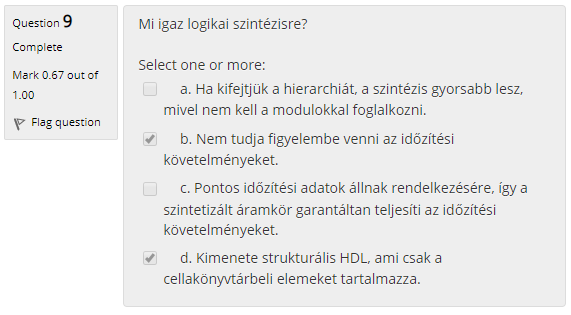 Question 9
Complete
Mark 0.67 out of
1.00
Flag question
Mi igaz logikai szintézisre?
Select one or more:
a. Ha kifejtjük a hierarchiát, a szintézis gyorsabb lesz,
mivel nem kell a modulokkal foglalkozni.
b. Nem tudja figyelembe venni az időzítési
követelményeket.
c. Pontos időzítési adatok állnak rendelkezésére, így a
szintetizált áramkör garantáltan teljesíti az időzítési
követelményeket.
d. Kimenete strukturális HDL, ami csak a
cellakönyvtárbeli elemeket tartalmazza.